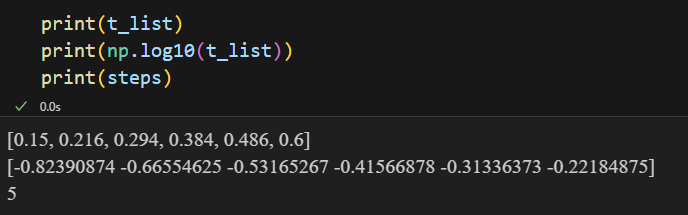 print(t_list)
print(np.log10(t_list))
print(steps)
✓ 0.0s
[0.15, 0.216, 0.294, 0.384, 0.486, 0.6]
[-0.82390874 -0.66554625 -0.53165267 -0.41566878 -0.31336373 -0.22184875]
5